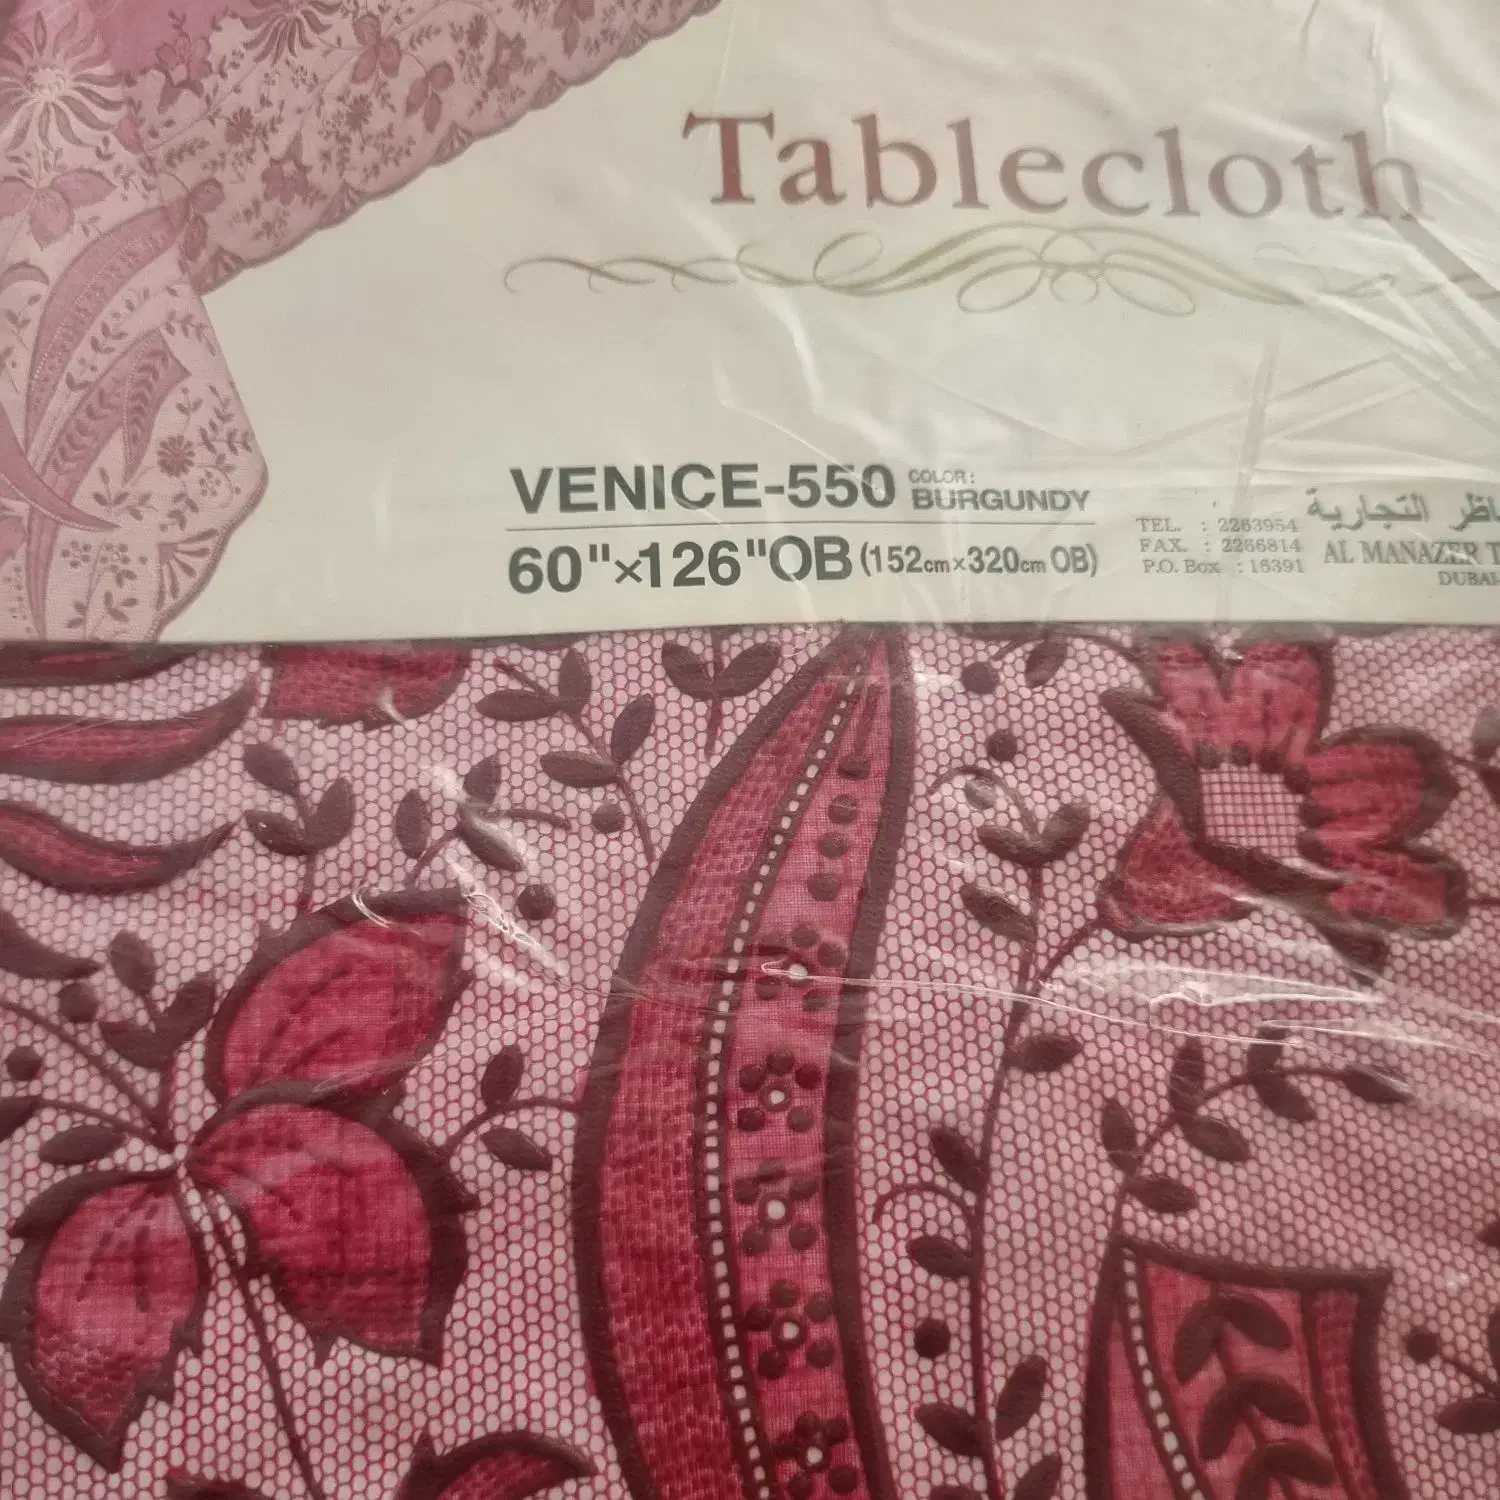 Tablecloth
VENICE-550 COLOR: BURGUNDY
60"×126"OB (152cm×320cm OB)
TEL. : 2263954
FAX. : 2266814
P.O. Box : 16391
التجارية
AL MANAZER
DUBAI